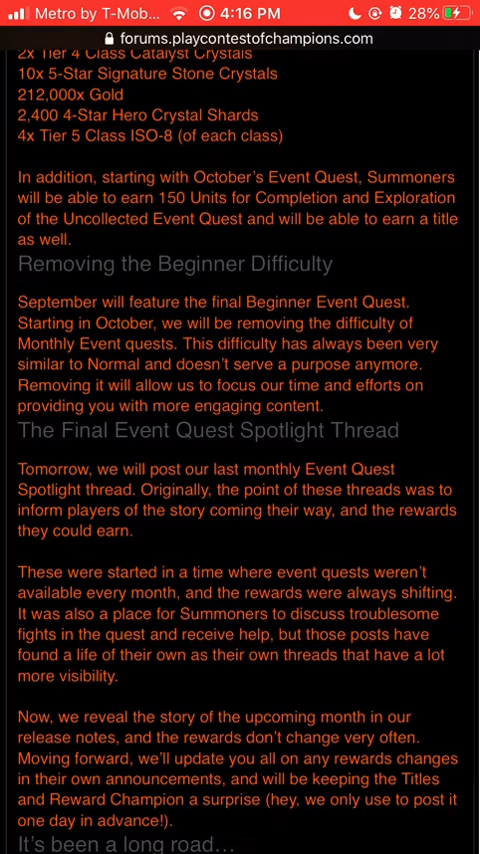 Metro by T-Mob... 4:16 PM 28%
forums.playcontestofchampions.com
2x Tier 4 Class Catalyst Crystals
10x 5-Star Signature Stone Crystals
212,000x Gold
2,400 4-Star Hero Crystal Shards
4x Tier 5 Class ISO-8 (of each class)
In addition, starting with October's Event Quest, Summoners
will be able to earn 150 Units for Completion and Exploration
of the Uncollected Event Quest and will be able to earn a title
as well.
Removing the Beginner Difficulty
September will feature the final Beginner Event Quest.
Starting in October, we will be removing the difficulty of
Monthly Event quests. This difficulty has always been very
similar to Normal and doesn't serve a purpose anymore.
Removing it will allow us to focus our time and efforts on
providing you with more engaging content.
The Final Event Quest Spotlight Thread
Tomorrow, we will post our last monthly Event Quest
Spotlight thread. Originally, the point of these threads was to
inform players of the story coming their way, and the rewards
they could earn.
These were started in a time where event quests weren't
available every month, and the rewards were always shifting.
It was also a place for Summoners to discuss troublesome
fights in the quest and receive help, but those posts have
found a life of their own as their own threads that have a lot
more visibility.
Now, we reveal the story of the upcoming month in our
release notes, and the rewards don't change very often.
Moving forward, we'll update you all on any rewards changes
in their own announcements, and will be keeping the Titles
and Reward Champion a surprise (hey, we only use to post it
one day in advance!).
It's been a long road...